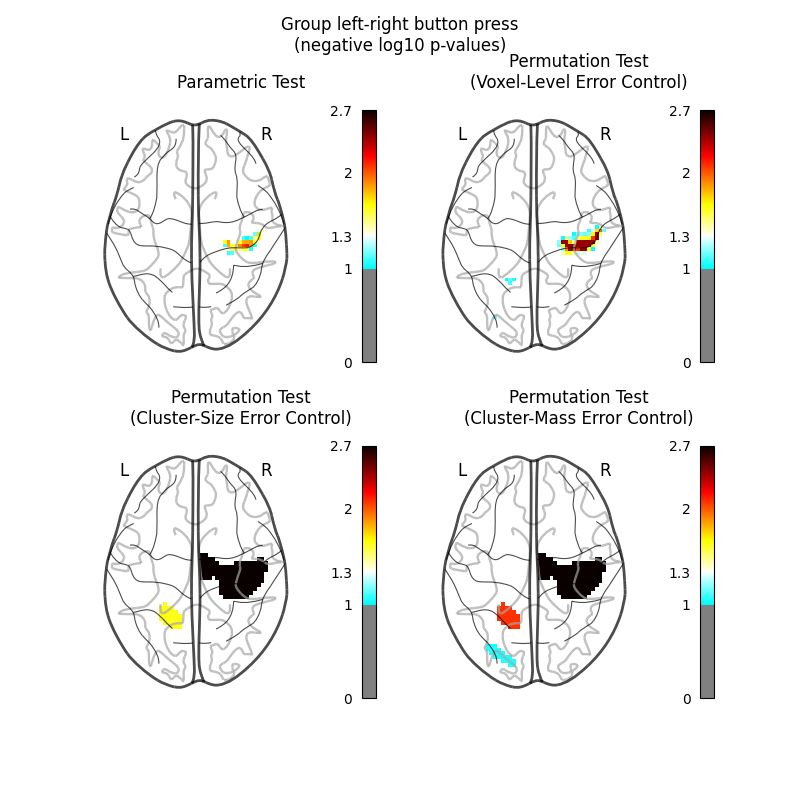 Group left-right button press
(negative log10 p-values)
Parametric Test
Permutation Test
(Voxel-Level Error Control)
L
R
2.7
2
1.3
1
0
L
R
2.7
2
1.3
1
0
Permutation Test
(Cluster-Size Error Control)
Permutation Test
(Cluster-Mass Error Control)
L
R
2.7
2
1.3
1
0
L
R
2.7
2
1.3
1
0